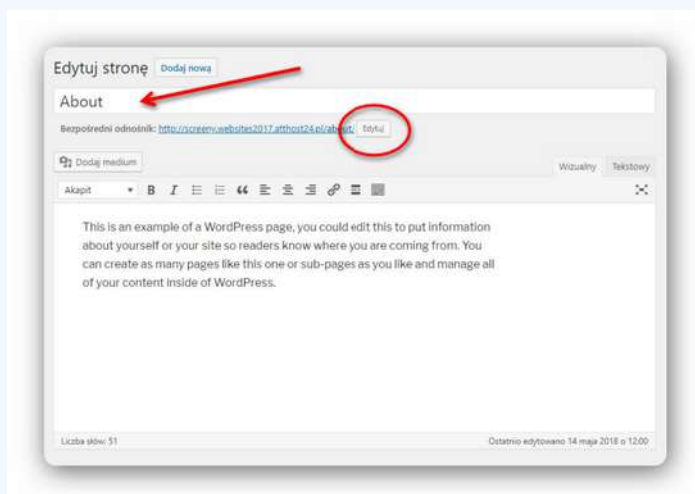 Edytuj stronę Dodaj nową
About
Bezpośredni odnośnik: http://screeny.websites2017.atthost24.pl/about/ Edytuj
Dodaj medium
Wizualny Tekstowy
Akapit B I
This is an example of a WordPress page, you could edit this to put information
about yourself or your site so readers know where you are coming from. You
can create as many pages like this one or sub-pages as you like and manage all
of your content inside of WordPress.
Liczba słów: 51 Ostatnio edytowano 14 maja 2018 o 12:00